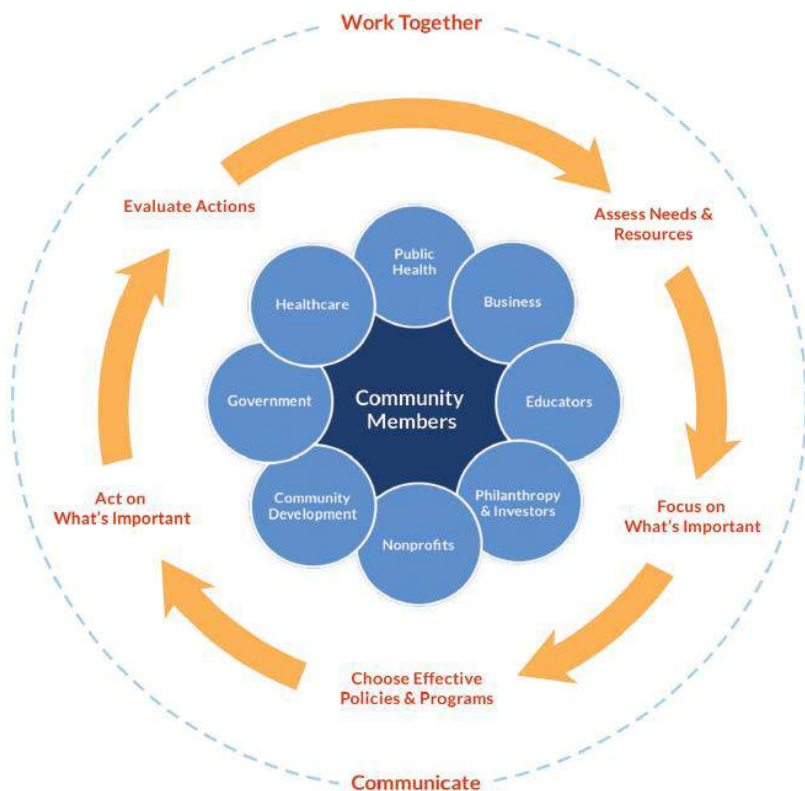 Work Together
Evaluate Actions
Assess Needs &
Resources
Public
Health
Healthcare
Business
Government
Community
Members
Educators
Act on
What's Important
Community
Development
Philanthropy
& Investors
Focus on
What's Important
Nonprofits
Choose Effective
Policies & Programs
Communicate